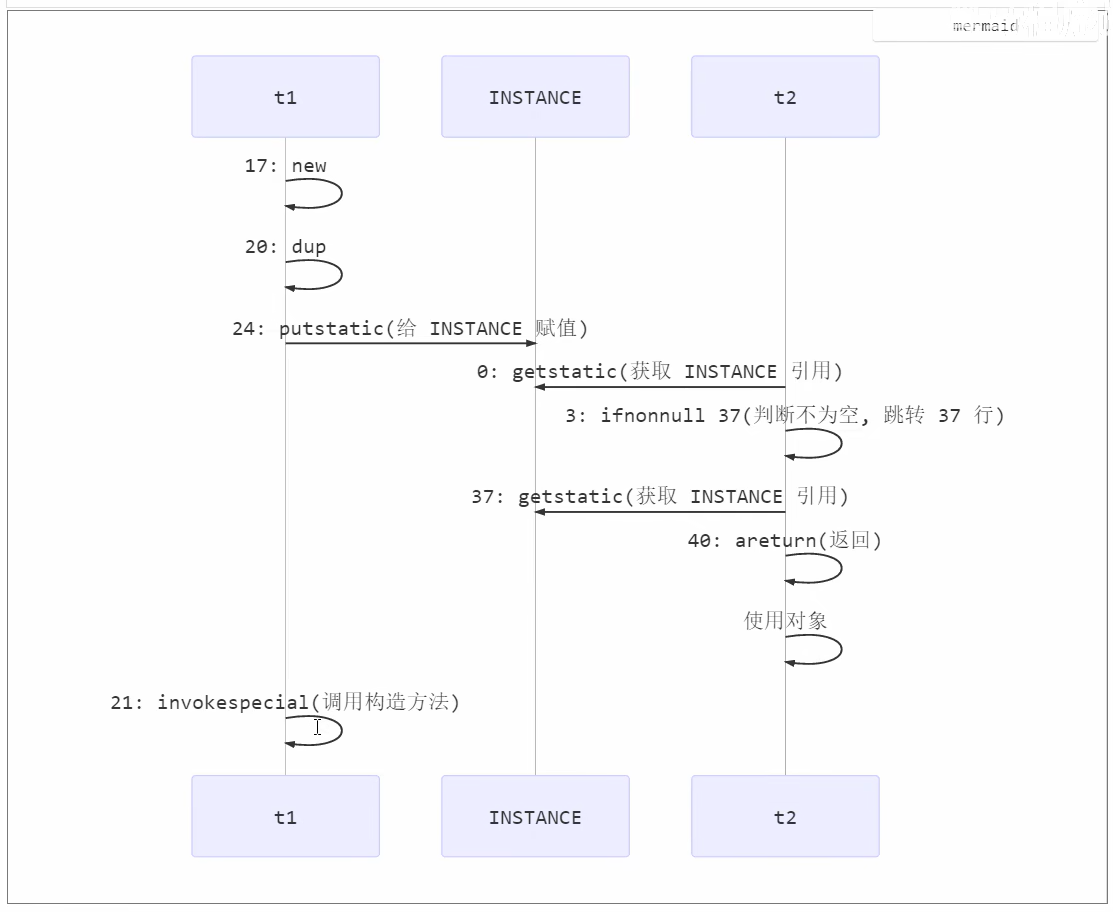 mermaid
t1
INSTANCE
t2
17: new
20: dup
24: putstatic(给 INSTANCE 赋值)
0: getstatic(获取 INSTANCE 引用)
3: ifnonnull 37(判断不为空, 跳转 37 行)
37: getstatic(获取 INSTANCE 引用)
40: areturn(返回)
使用对象
21: invokespecial(调用构造方法)
t1
INSTANCE
t2